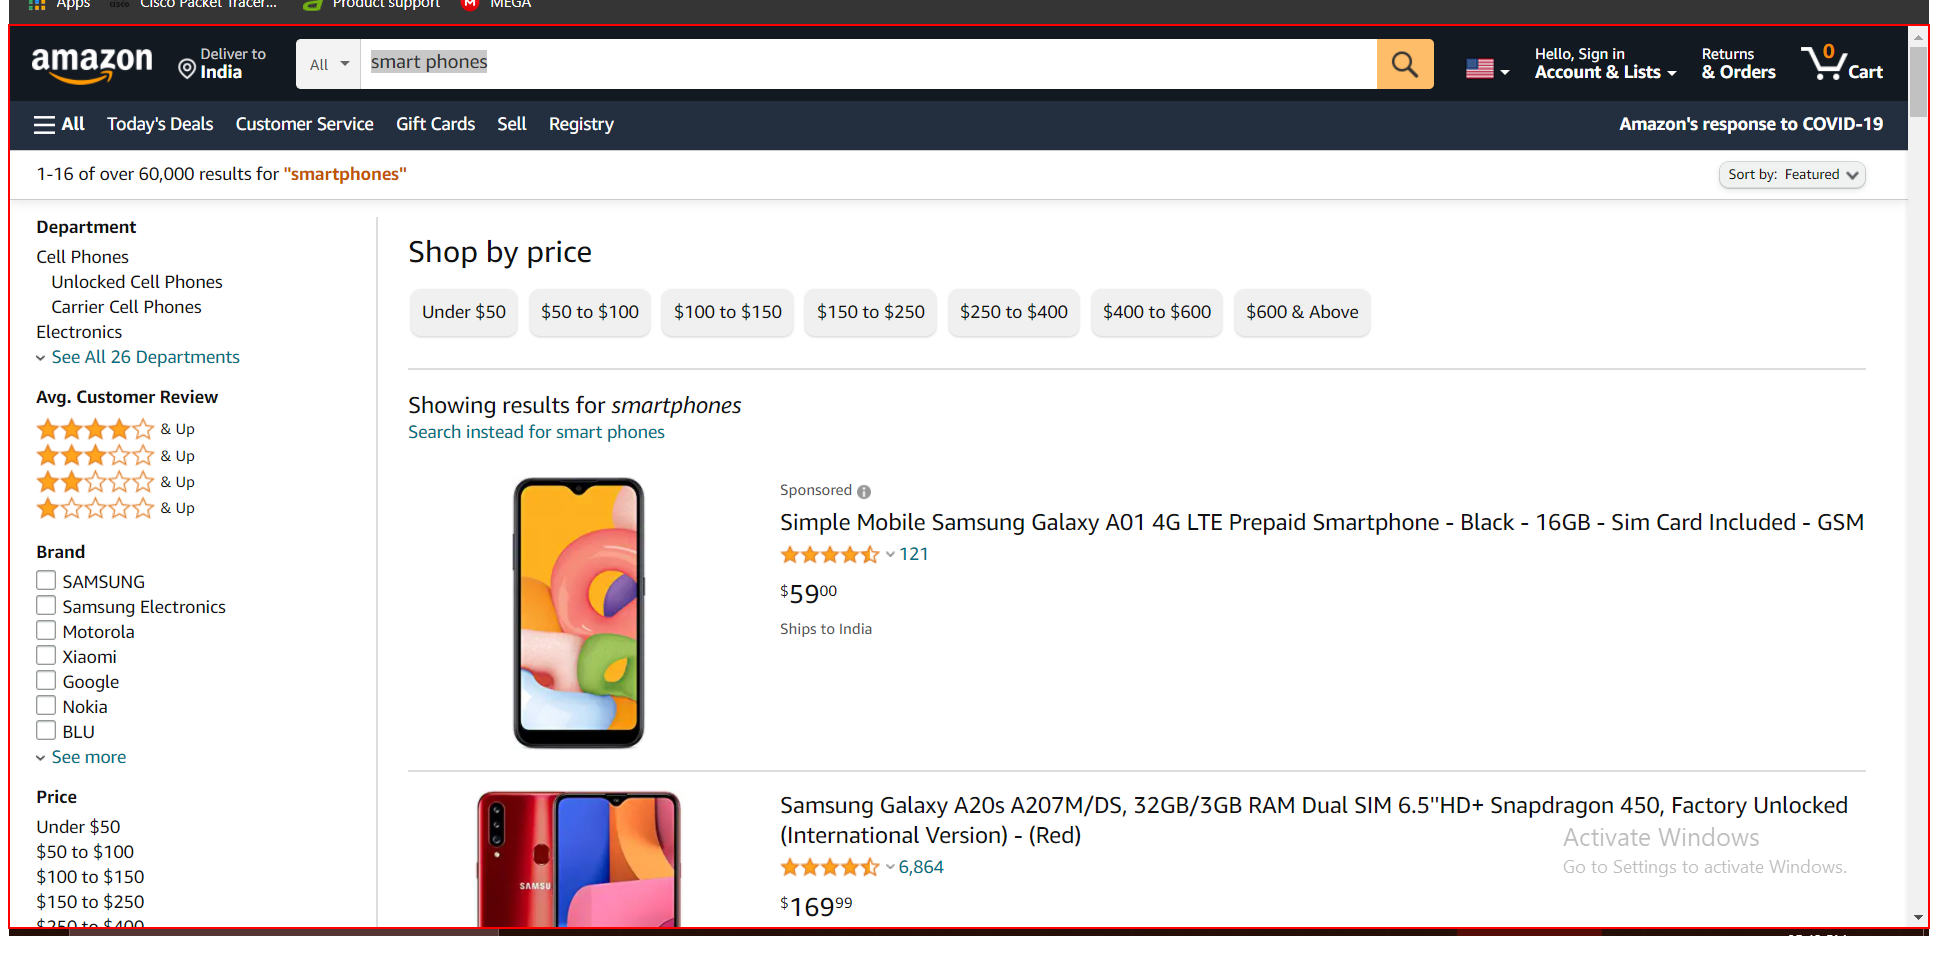 Apps Cisco Packet Tracer... Product support MEGA
amazon
Deliver to
India
All
smart phones
Hello, Sign in
Account & Lists
Returns
& Orders
0
Cart
All Today's Deals Customer Service Gift Cards Sell Registry Amazon's response to COVID-19
1-16 of over 60,000 results for "smartphones"
Sort by: Featured
Department
Cell Phones
Unlocked Cell Phones
Carrier Cell Phones
Electronics
See All 26 Departments
Avg. Customer Review
& Up
& Up
& Up
& Up
Brand
SAMSUNG
Samsung Electronics
Motorola
Xiaomi
Google
Nokia
BLU
See more
Price
Under $50
$50 to $100
$100 to $150
$150 to $250
$250 to $400
Shop by price
Under $50 $50 to $100 $100 to $150 $150 to $250 $250 to $400 $400 to $600 $600 & Above
Showing results for smartphones
Search instead for smart phones
Sponsored
Simple Mobile Samsung Galaxy A01 4G LTE Prepaid Smartphone - Black - 16GB - Sim Card Included - GSM
121
$5900
Ships to India
SAMSU
Samsung Galaxy A20s A207M/DS, 32GB/3GB RAM Dual SIM 6.5"HD+ Snapdragon 450, Factory Unlocked
(International Version) - (Red)
6,864
$16999
Activate Windows
Go to Settings to activate Windows.